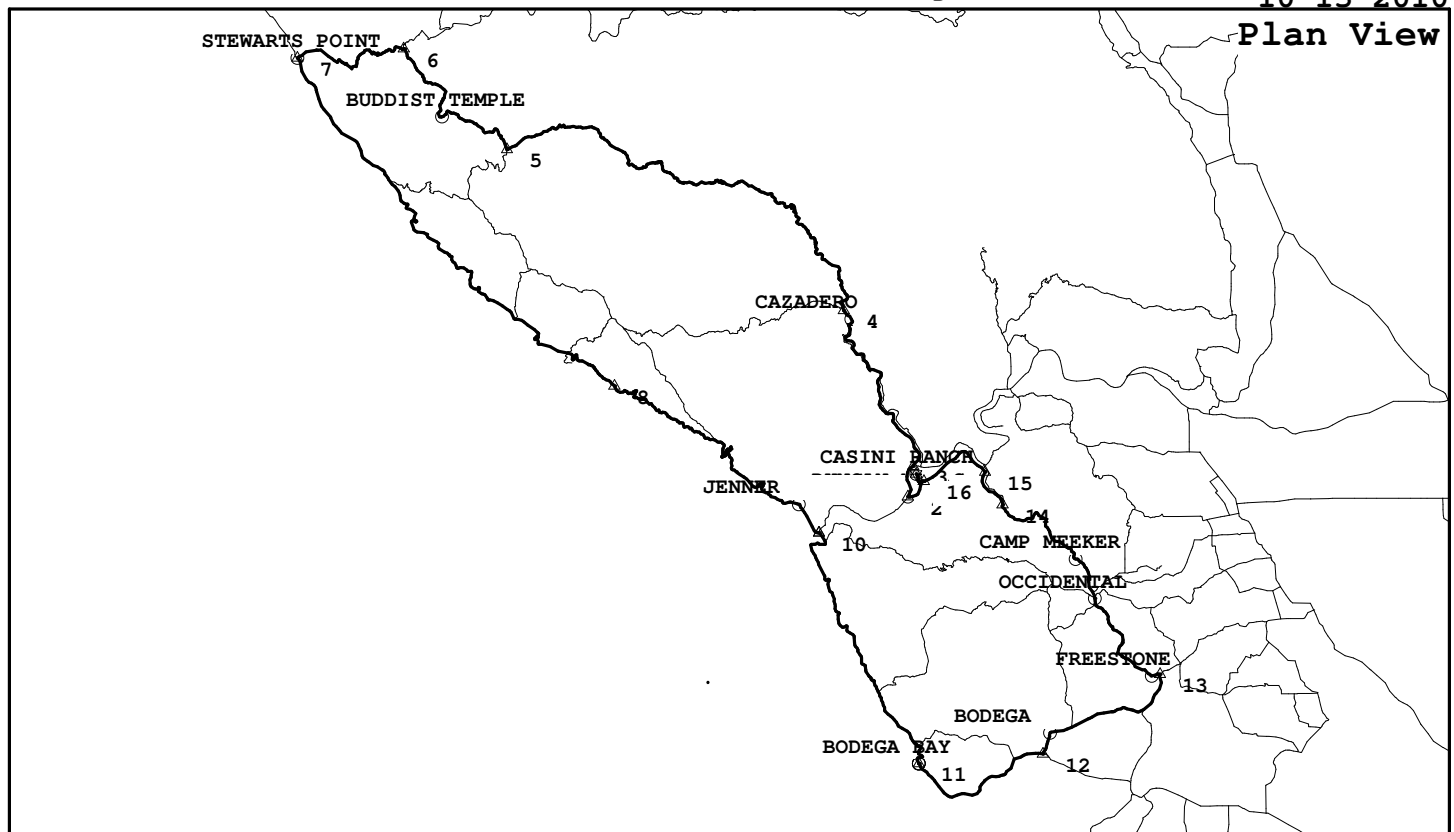 Plan View
STEWARTS POINT
7
6
BUDDIST TEMPLE
5
CAZADERO
4
8
CASINI RANCH
JENNER
16
15
2
14
10
CAMP MEEKER
OCCIDENTAL
FREESTONE
13
BODEGA
BODEGA BAY
11
12